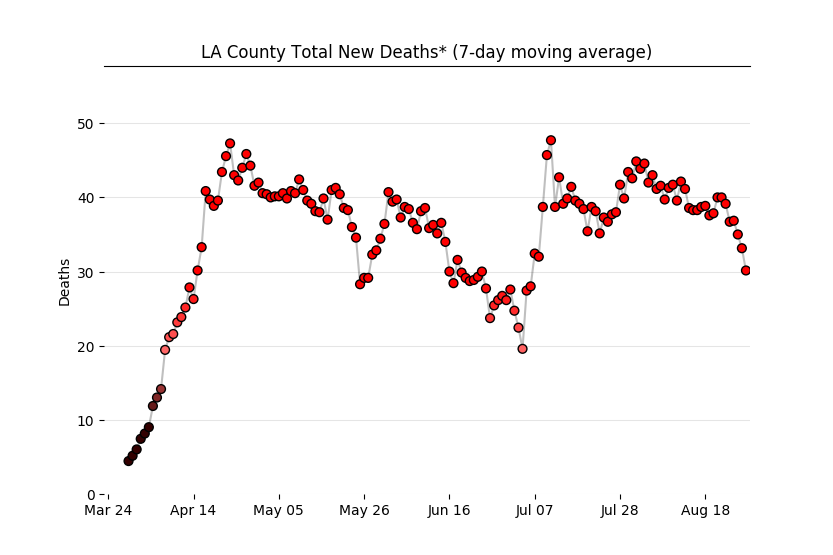 LA County Total New Deaths* (7-day moving average)
50
40
30
20
10
0
Deaths
Mar 24 Apr 14 May 05 May 26 Jun 16 Jul 07 Jul 28 Aug 18